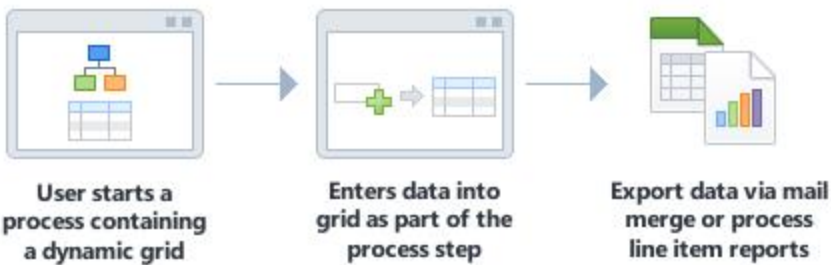 User starts a
process containing
a dynamic grid
Enters data into
grid as part of the
process step
Export data via mail
merge or process
line item reports